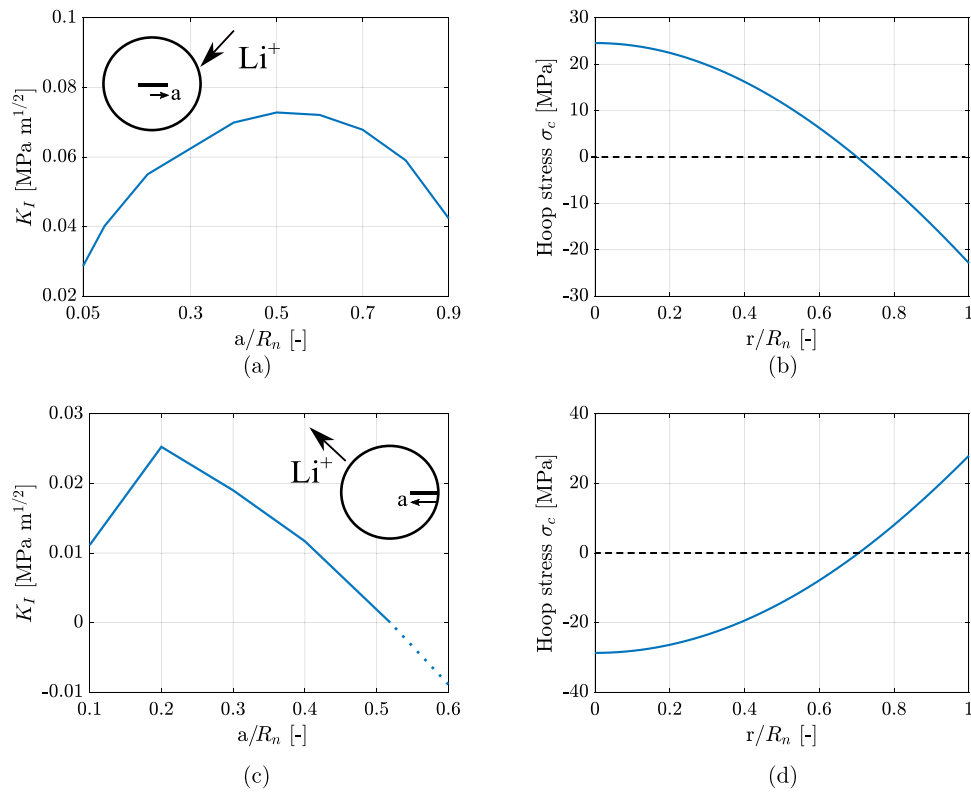 0.1
0.08
0.06
0.04
0.02
K_I [MPa m^{1/2}]
Li^+
a
0.05 0.3 0.5 0.7 0.9
a/R_n [-]
(a)
30
20
10
0
-10
-20
-30
Hoop stress σ_c [MPa]
0 0.2 0.4 0.6 0.8 1
r/R_n [-]
(b)
0.03
0.02
0.01
0
-0.01
K_I [MPa m^{1/2}]
Li^+
a
0.1 0.2 0.3 0.4 0.5 0.6
a/R_n [-]
(c)
40
20
0
-20
-40
Hoop stress σ_c [MPa]
0 0.2 0.4 0.6 0.8 1
r/R_n [-]
(d)